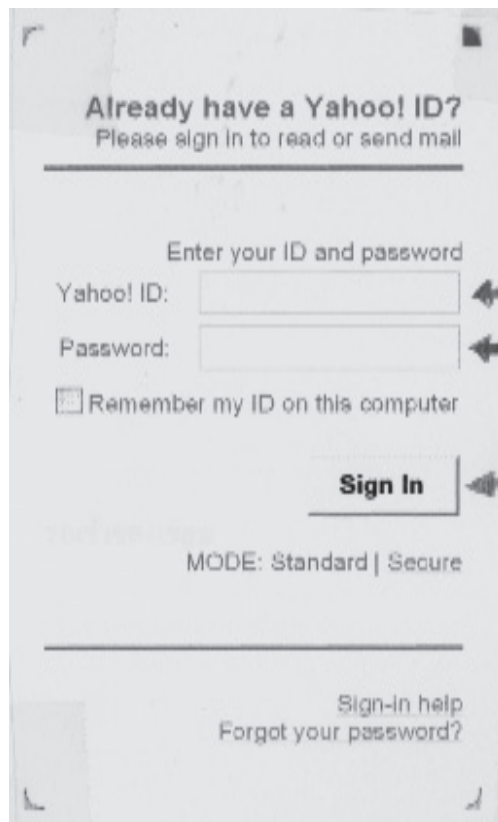 Already have a Yahoo! ID?
Please sign in to read or send mail
Enter your ID and password
Yahoo! ID:
Password:
Remember my ID on this computer
Sign In
MODE: Standard | Secure
Sign-in help
Forgot your password?